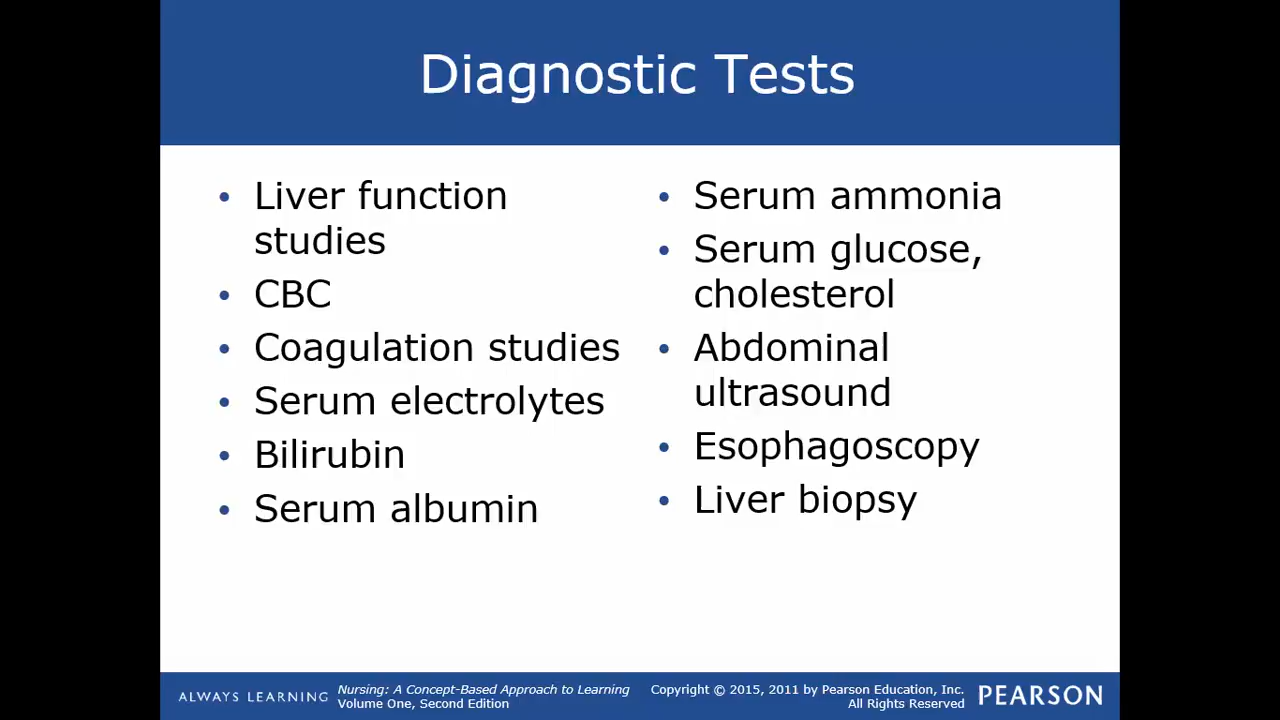 Diagnostic Tests
• Liver function
studies
• CBC
• Coagulation studies
• Serum electrolytes
• Bilirubin
• Serum albumin
• Serum ammonia
• Serum glucose,
cholesterol
• Abdominal
ultrasound
• Esophagoscopy
• Liver biopsy
ALWAYS LEARNING
Nursing: A Concept-Based Approach to Learning
Volume One, Second Edition
Copyright © 2015, 2011 by Pearson Education, Inc.
All Rights Reserved
PEARSON